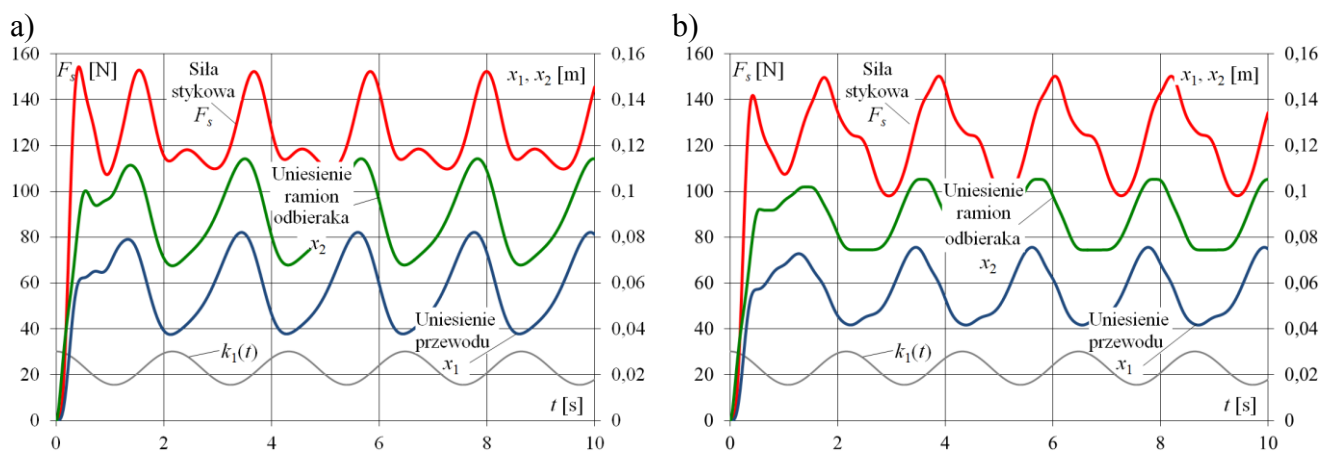 a)
160
140
120
100
80
60
40
20
0
F_s [N]
Siła
stykowa
F_s
x_1, x_2 [m]
0,16
0,14
0,12
0,1
0,08
0,06
0,04
0,02
0
Uniesienie
ramion
odbieraka
x_2
Uniesienie
przewodu
x_1
k_1(t)
t [s]
0 2 4 6 8 10
b)
160
140
120
100
80
60
40
20
0
F_s [N]
Siła
stykowa
F_s
x_1, x_2 [m]
0,16
0,14
0,12
0,1
0,08
0,06
0,04
0,02
0
Uniesienie
ramion
odbieraka
x_2
Uniesienie
przewodu
x_1
k_1(t)
t [s]
0 2 4 6 8 10